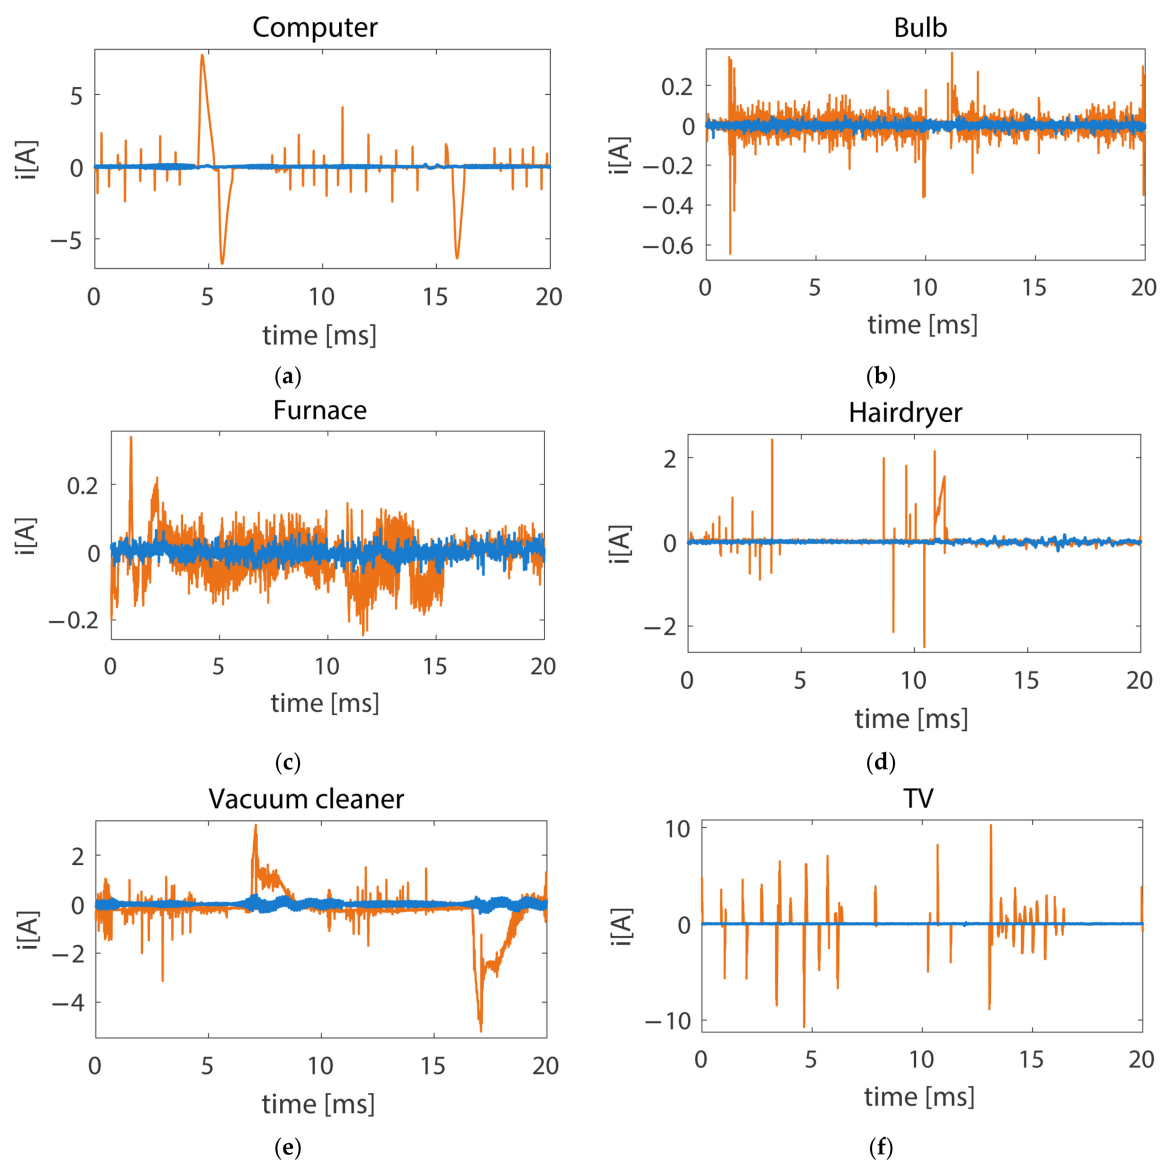 Computer
5
0
−5
i[A]
0 5 10 15 20
time [ms]
(a)
Bulb
0.2
0
−0.2
−0.4
−0.6
i[A]
0 5 10 15 20
time [ms]
(b)
Furnace
0.2
0
−0.2
i[A]
0 5 10 15 20
time [ms]
(c)
Hairdryer
2
0
−2
i[A]
0 5 10 15 20
time [ms]
(d)
Vacuum cleaner
2
0
−2
−4
i[A]
0 5 10 15 20
time [ms]
(e)
TV
10
0
−10
i[A]
0 5 10 15 20
time [ms]
(f)